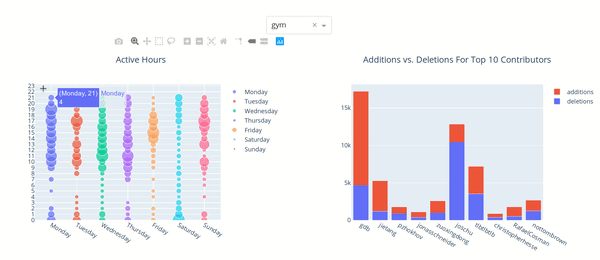 gym
Active Hours
Additions vs. Deletions For Top 10 Contributors
23
22
21
20
19
18
17
16
15
14
13
12
11
10
9
8
7
6
5
4
3
2
1
0
(Monday, 21) Monday
4
Monday
Tuesday
Wednesday
Thursday
Friday
Saturday
Sunday
Monday
Tuesday
Wednesday
Thursday
Friday
Saturday
Sunday
15k
10k
5k
0
gdb
jietang
pzhokhov
jonasschneider
zuoxingdeng
joschu
tlbtlbtlb
christopherhesse
RafaelCosman
nottombrown
additions
deletions